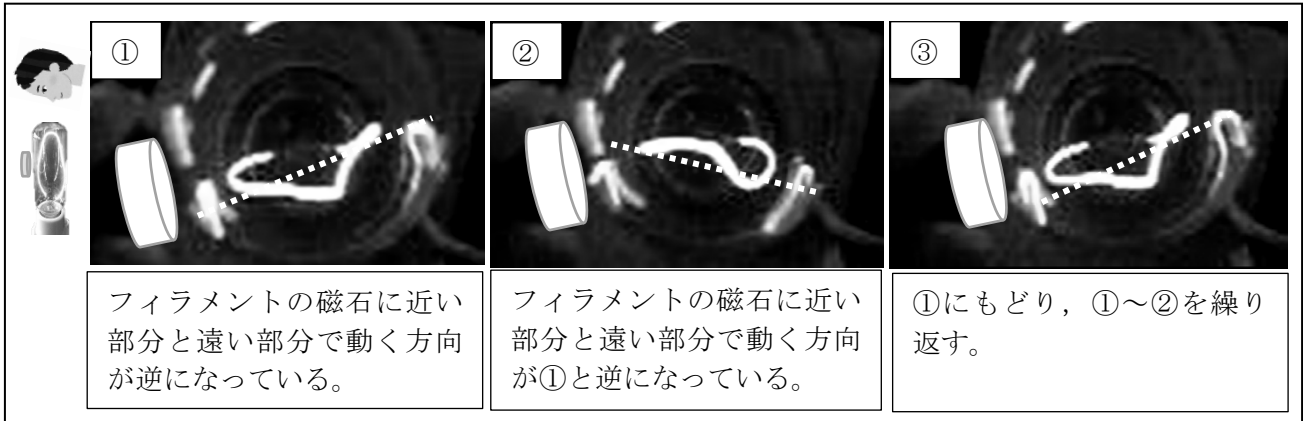 ①
②
③
フィラメントの磁石に近い
部分と遠い部分で動く方向
が逆になっている。
フィラメントの磁石に近い
部分と遠い部分で動く方向
が①と逆になっている。
①にもどり，①～②を繰り
返す。